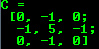 C =
[0, -1, 0;
-1, 5, -1;
0, -1, 0]